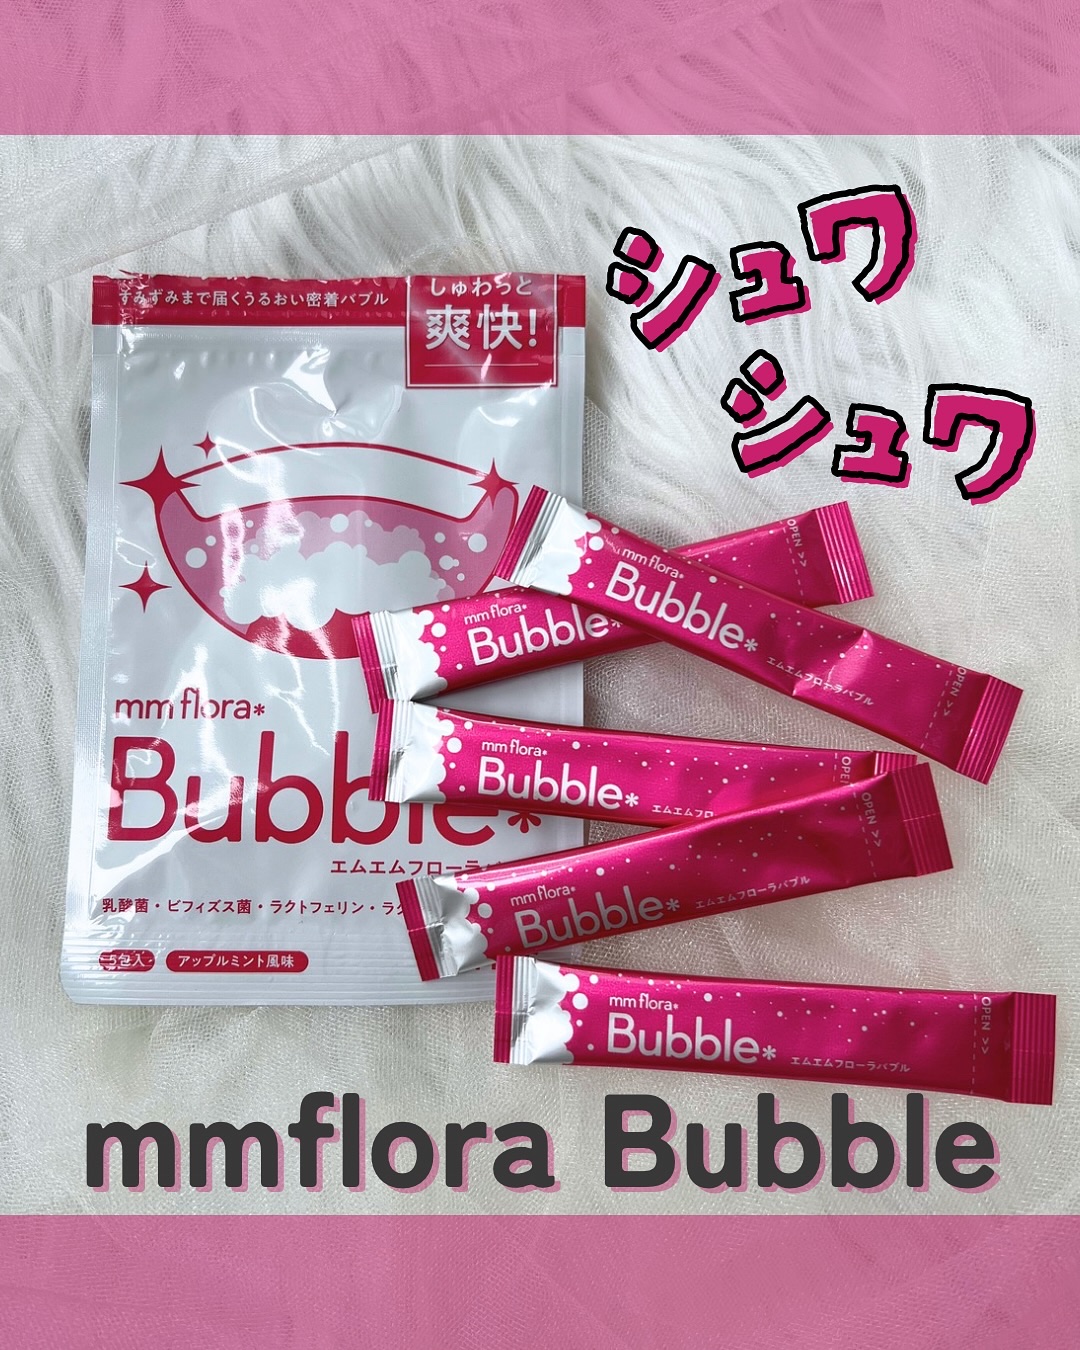 すみずみまで届くうるおい密着バブル
しゅわっと
爽快!
シュワ
シュワ
mm flora*
Bubble*
エムエムフローラバ
乳酸菌・ビフィズス菌・ラクトフェリン・ラク
5包入
アップルミント風味
mm flora*
Bubble*
エムエムフローラバブル
OPEN >>
mm flora*
Bubble*
OPEN >>
mm flora*
Bubble*
エムエムフロ
OPEN
mm flora*
Bubble*
エムエムフローラバブル
OPEN >>
mm flora*
Bubble*
エムエムフローラバブル
OPEN >>
mmflora Bubble